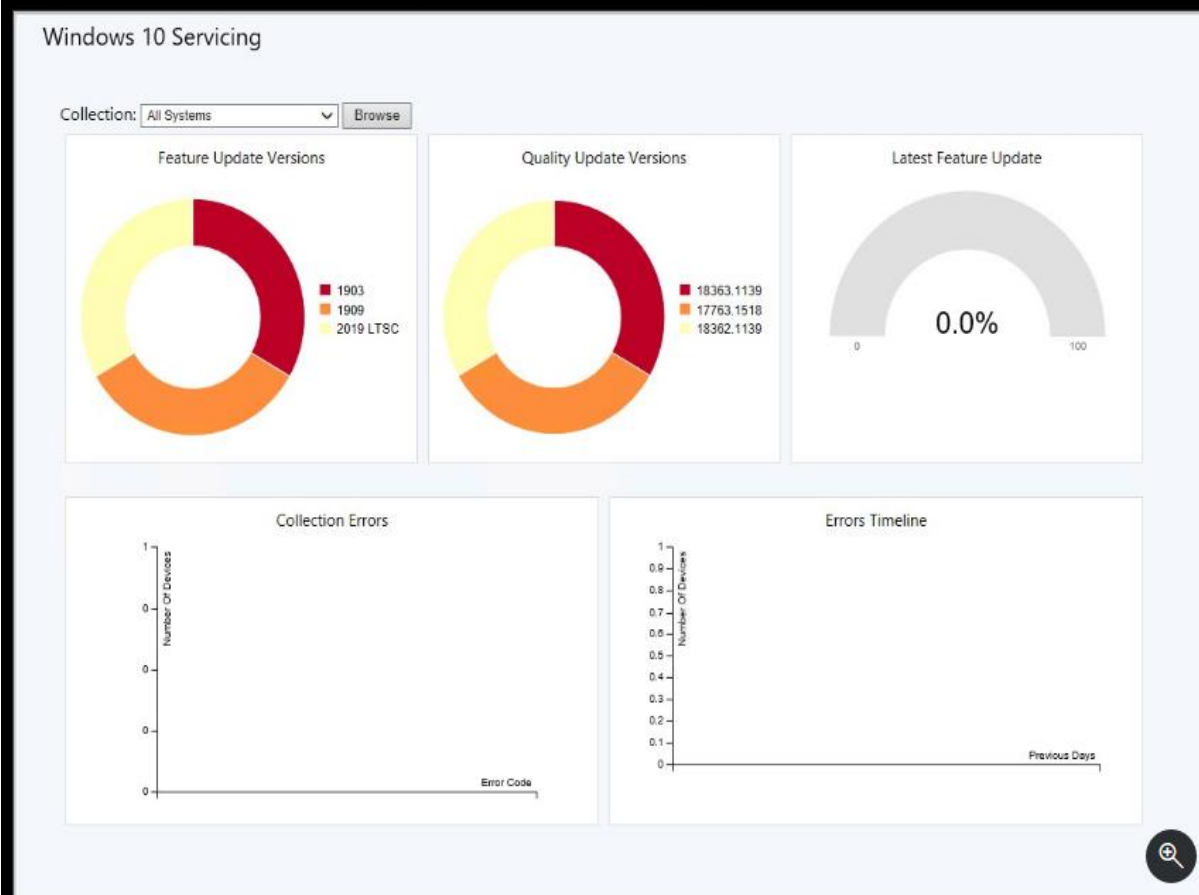 Windows 10 Servicing
Collection: All Systems Browse
Feature Update Versions
1903
1909
2019 LTSC
Quality Update Versions
18363.1139
17763.1518
18362.1139
Latest Feature Update
0.0%
0 100
Collection Errors
1
0
0
0
0
Number Of Devices
Error Code
Errors Timeline
1
0.9
0.8
0.7
0.6
0.5
0.4
0.3
0.2
0.1
0
Number Of Devices
Previous Days